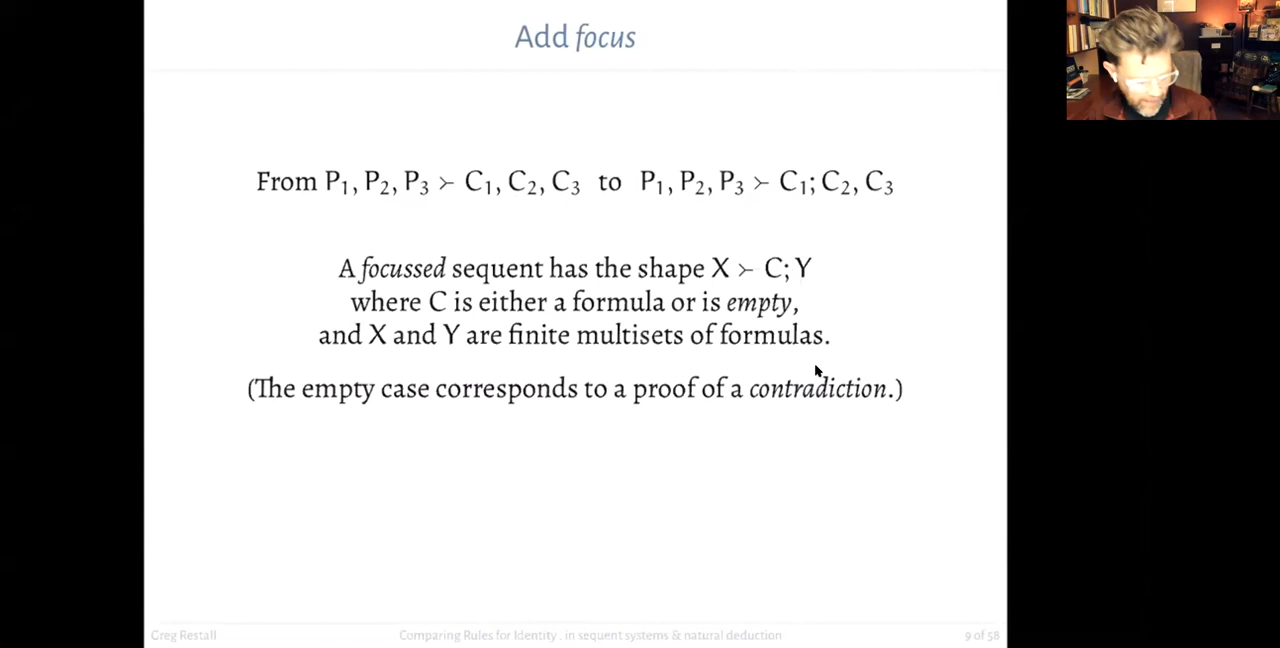 Add focus
From P₁, P₂, P₃ ≻ C₁, C₂, C₃ to P₁, P₂, P₃ ≻ C₁; C₂, C₃
A focussed sequent has the shape X ≻ C; Y
where C is either a formula or is empty,
and X and Y are finite multisets of formulas.
(The empty case corresponds to a proof of a contradiction.)
Greg Restall Comparing Rules for Identity . in sequent systems & natural deduction 9 of 58